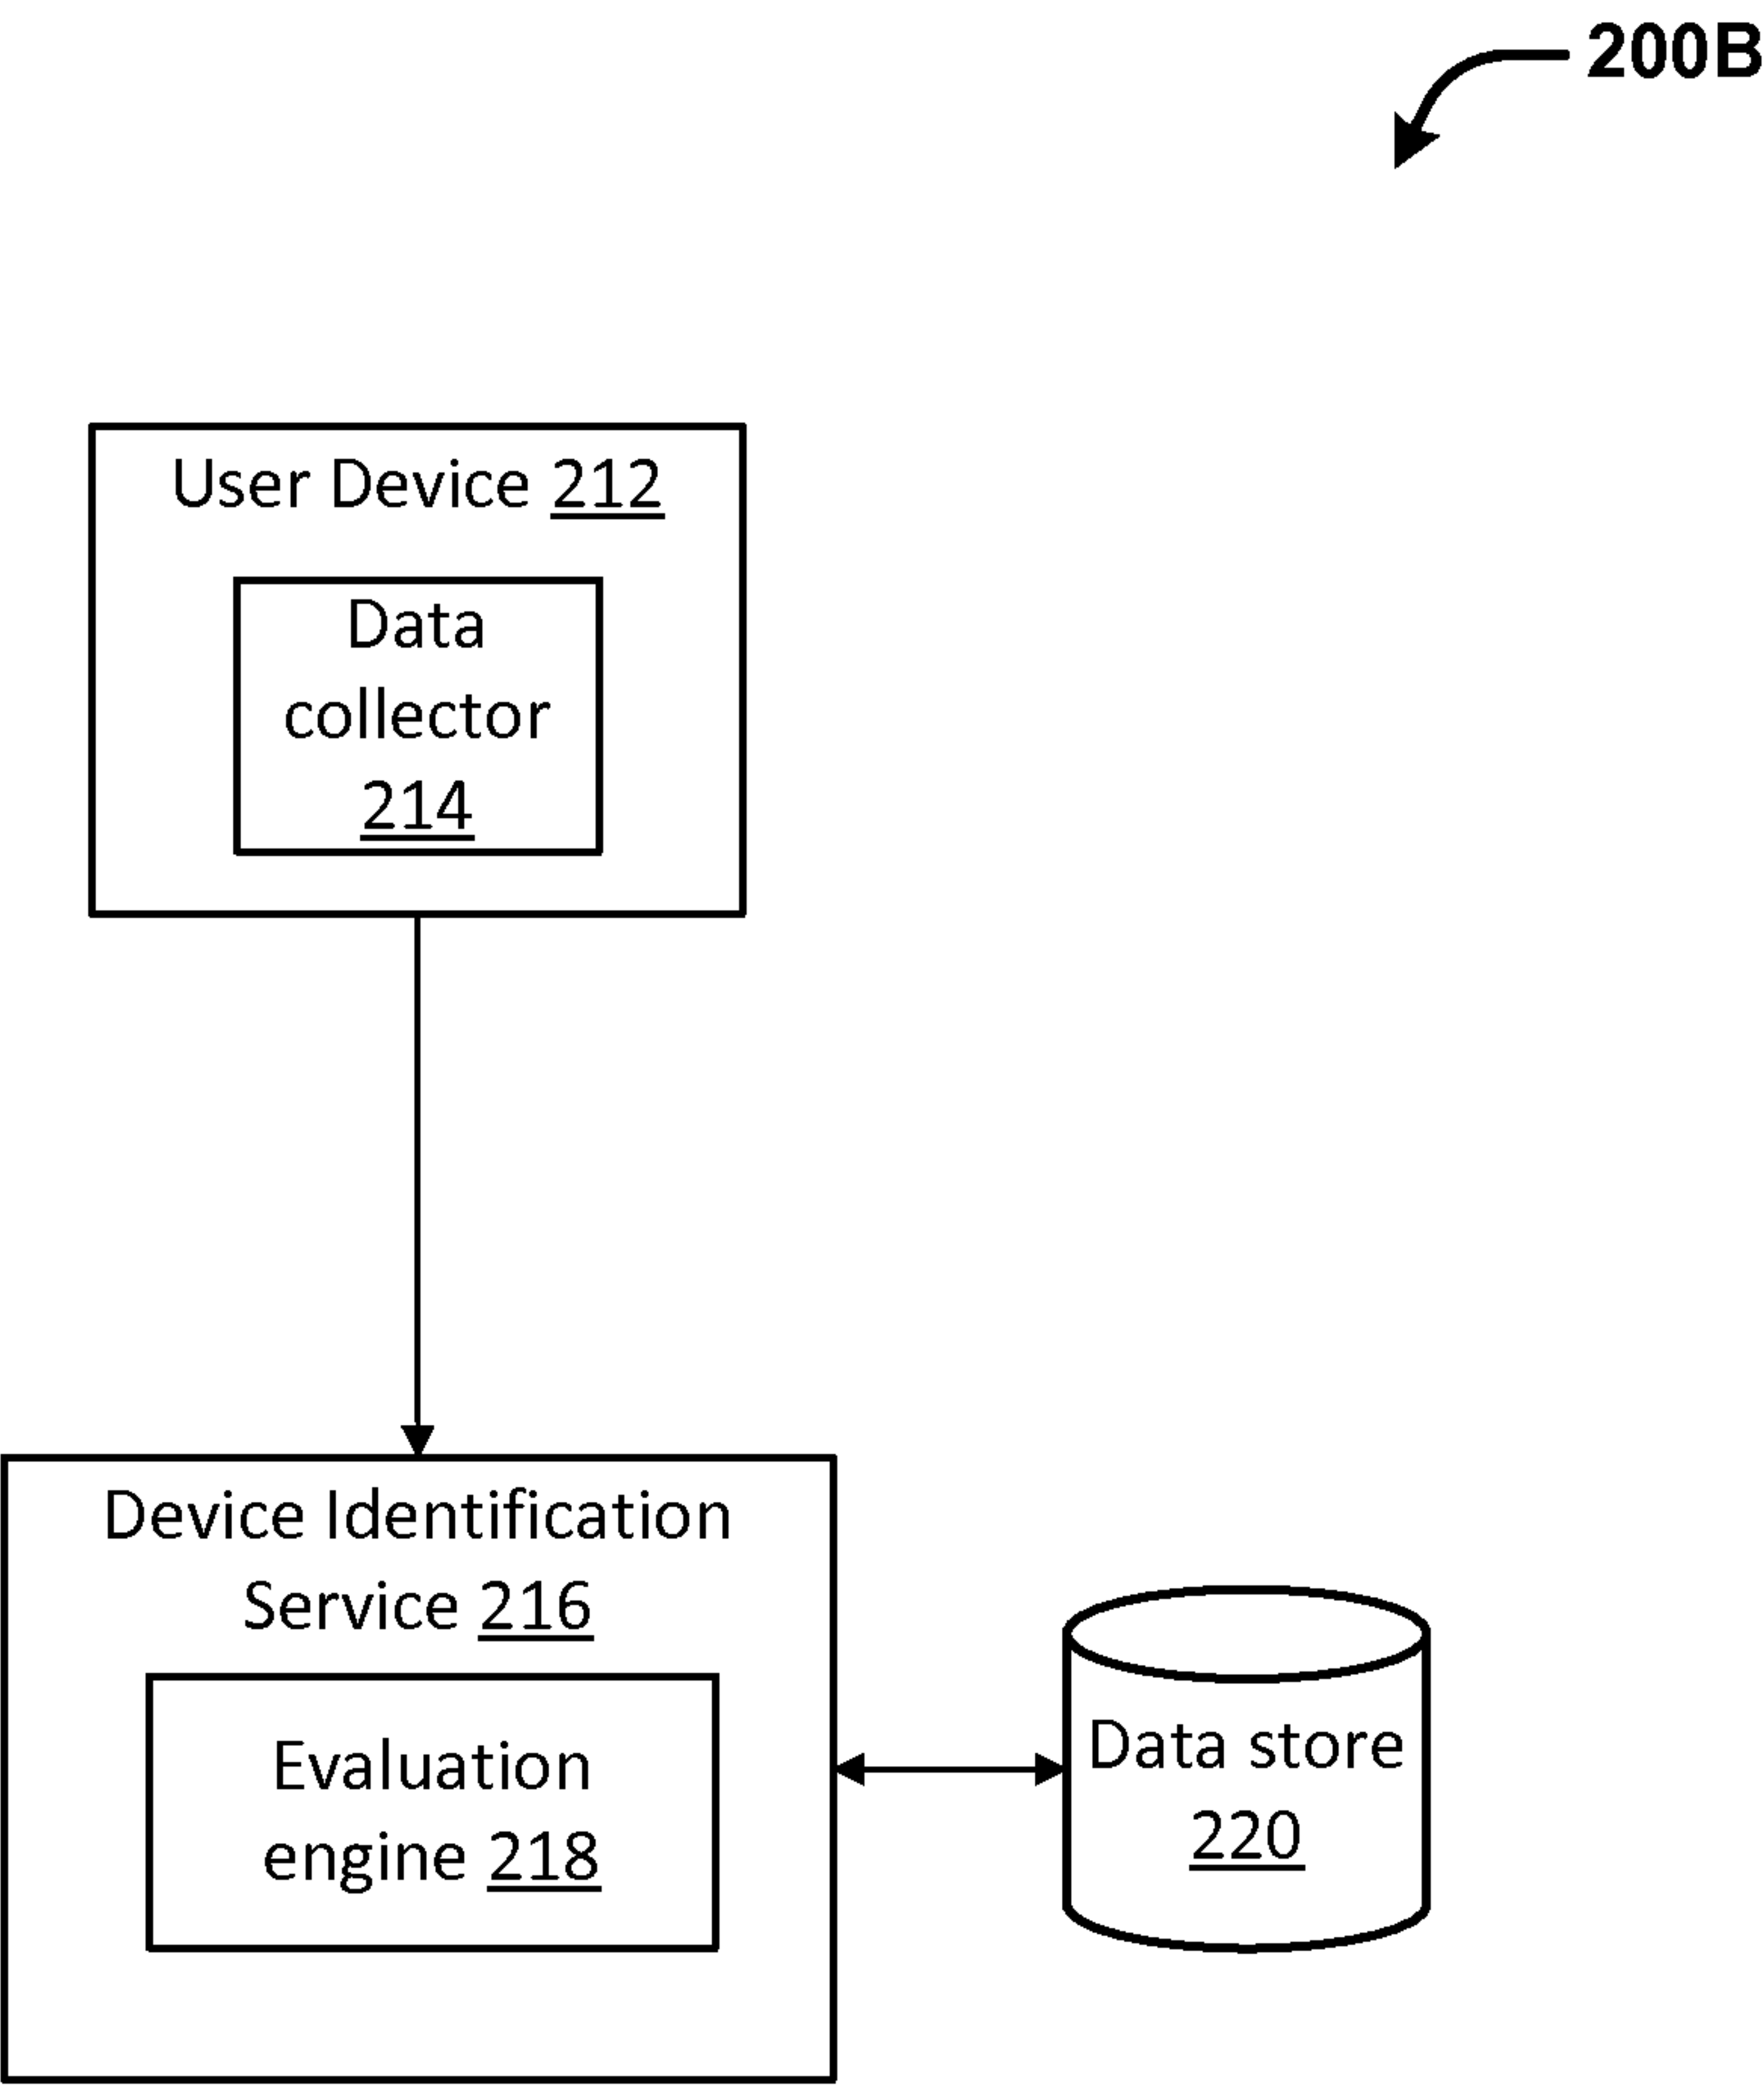 200B
User Device 212
Data
collector
214
Device Identification
Service 216
Evaluation
engine 218
Data store
220